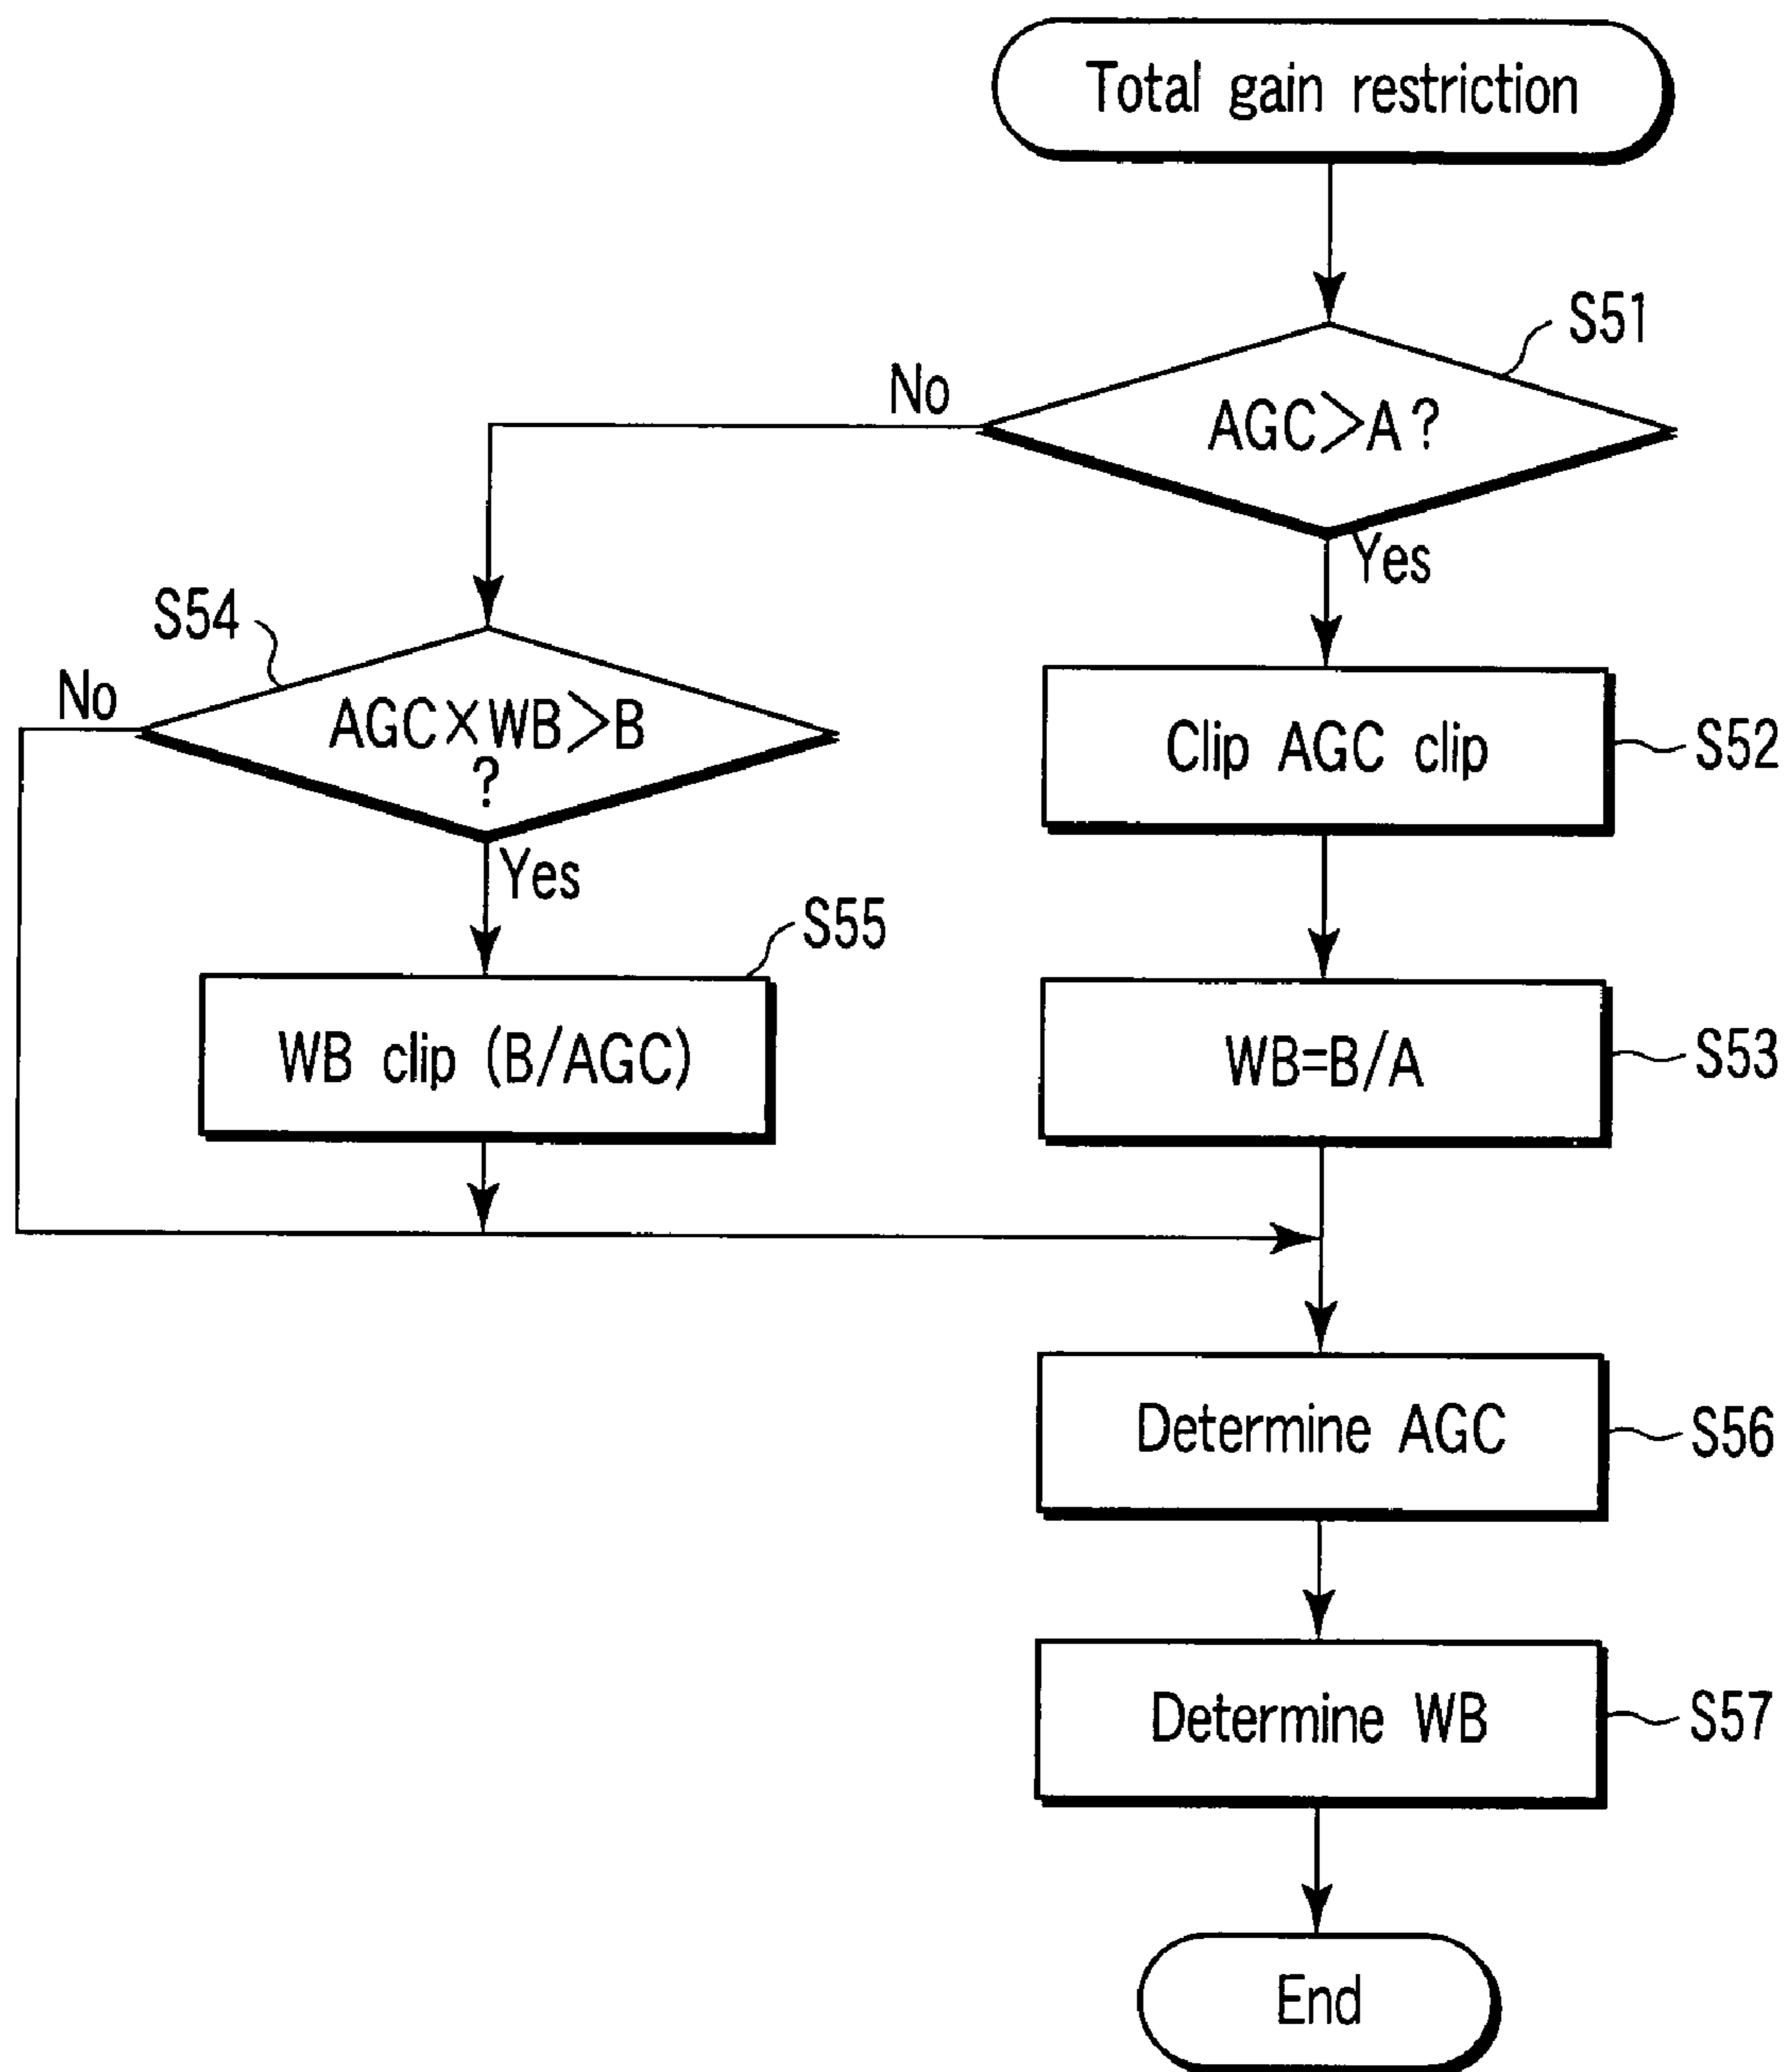 Total gain restriction
S51
No
AGC>A?
Yes
S54
No
AGC×WB>B
?
Clip AGC clip
S52
Yes
S55
WB clip (B/AGC)
WB=B/A
S53
Determine AGC
S56
Determine WB
S57
End